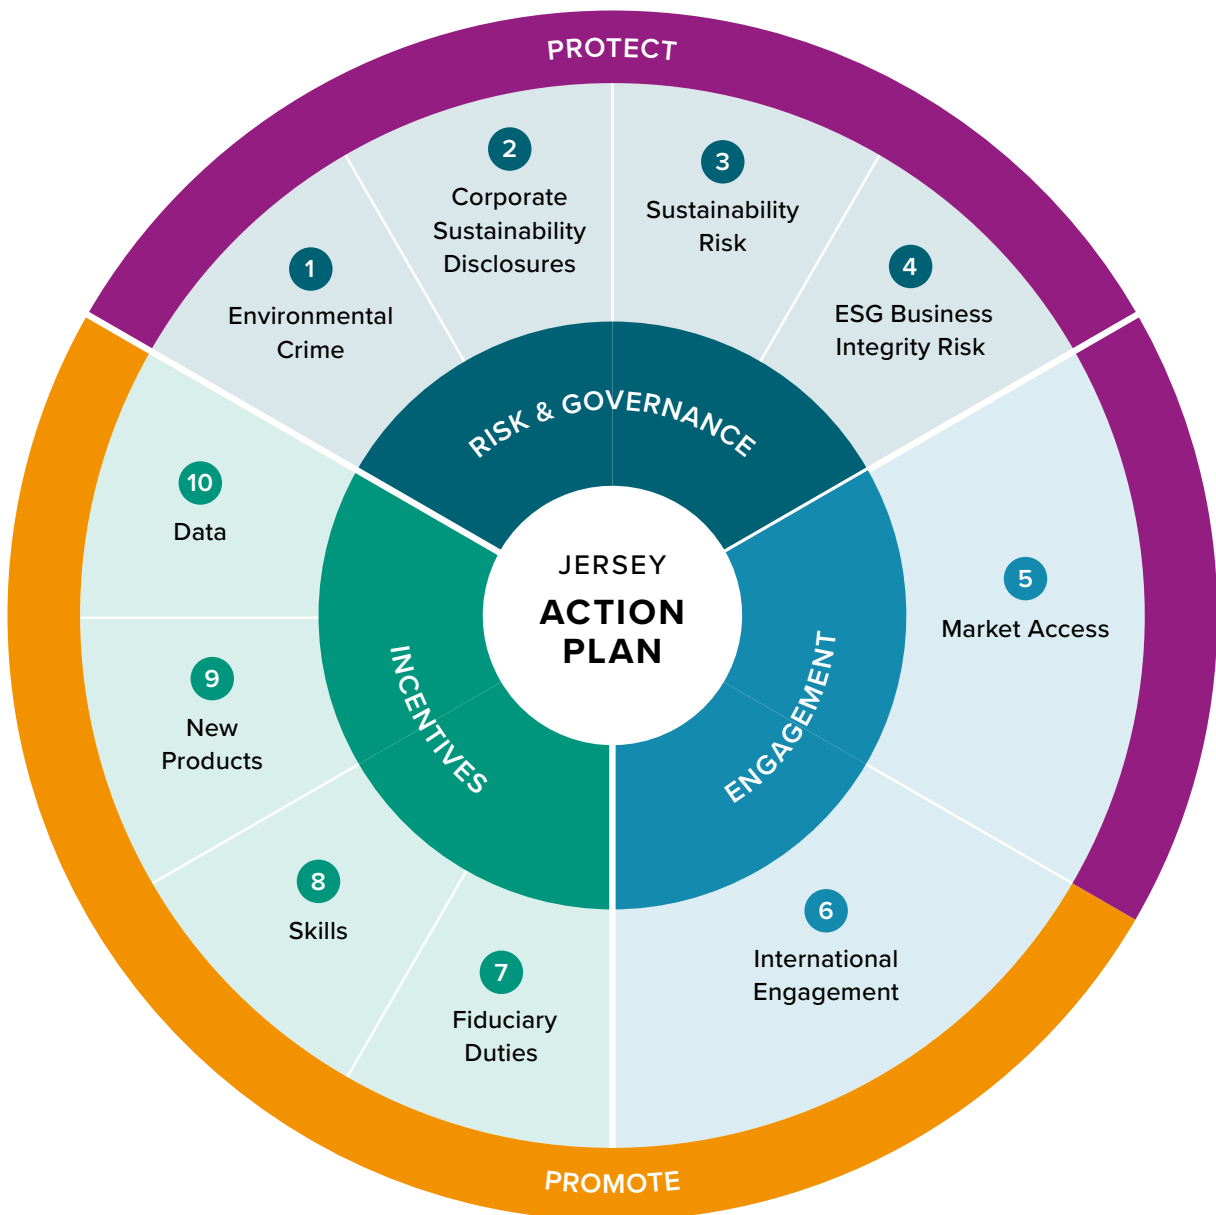 PROTECT
1
Environmental
Crime
2
Corporate
Sustainability
Disclosures
3
Sustainability
Risk
4
ESG Business
Integrity Risk
RISK & GOVERNANCE
JERSEY
ACTION
PLAN
ENGAGEMENT
5
Market Access
6
International
Engagement
INCENTIVES
7
Fiduciary
Duties
8
Skills
9
New
Products
10
Data
PROMOTE